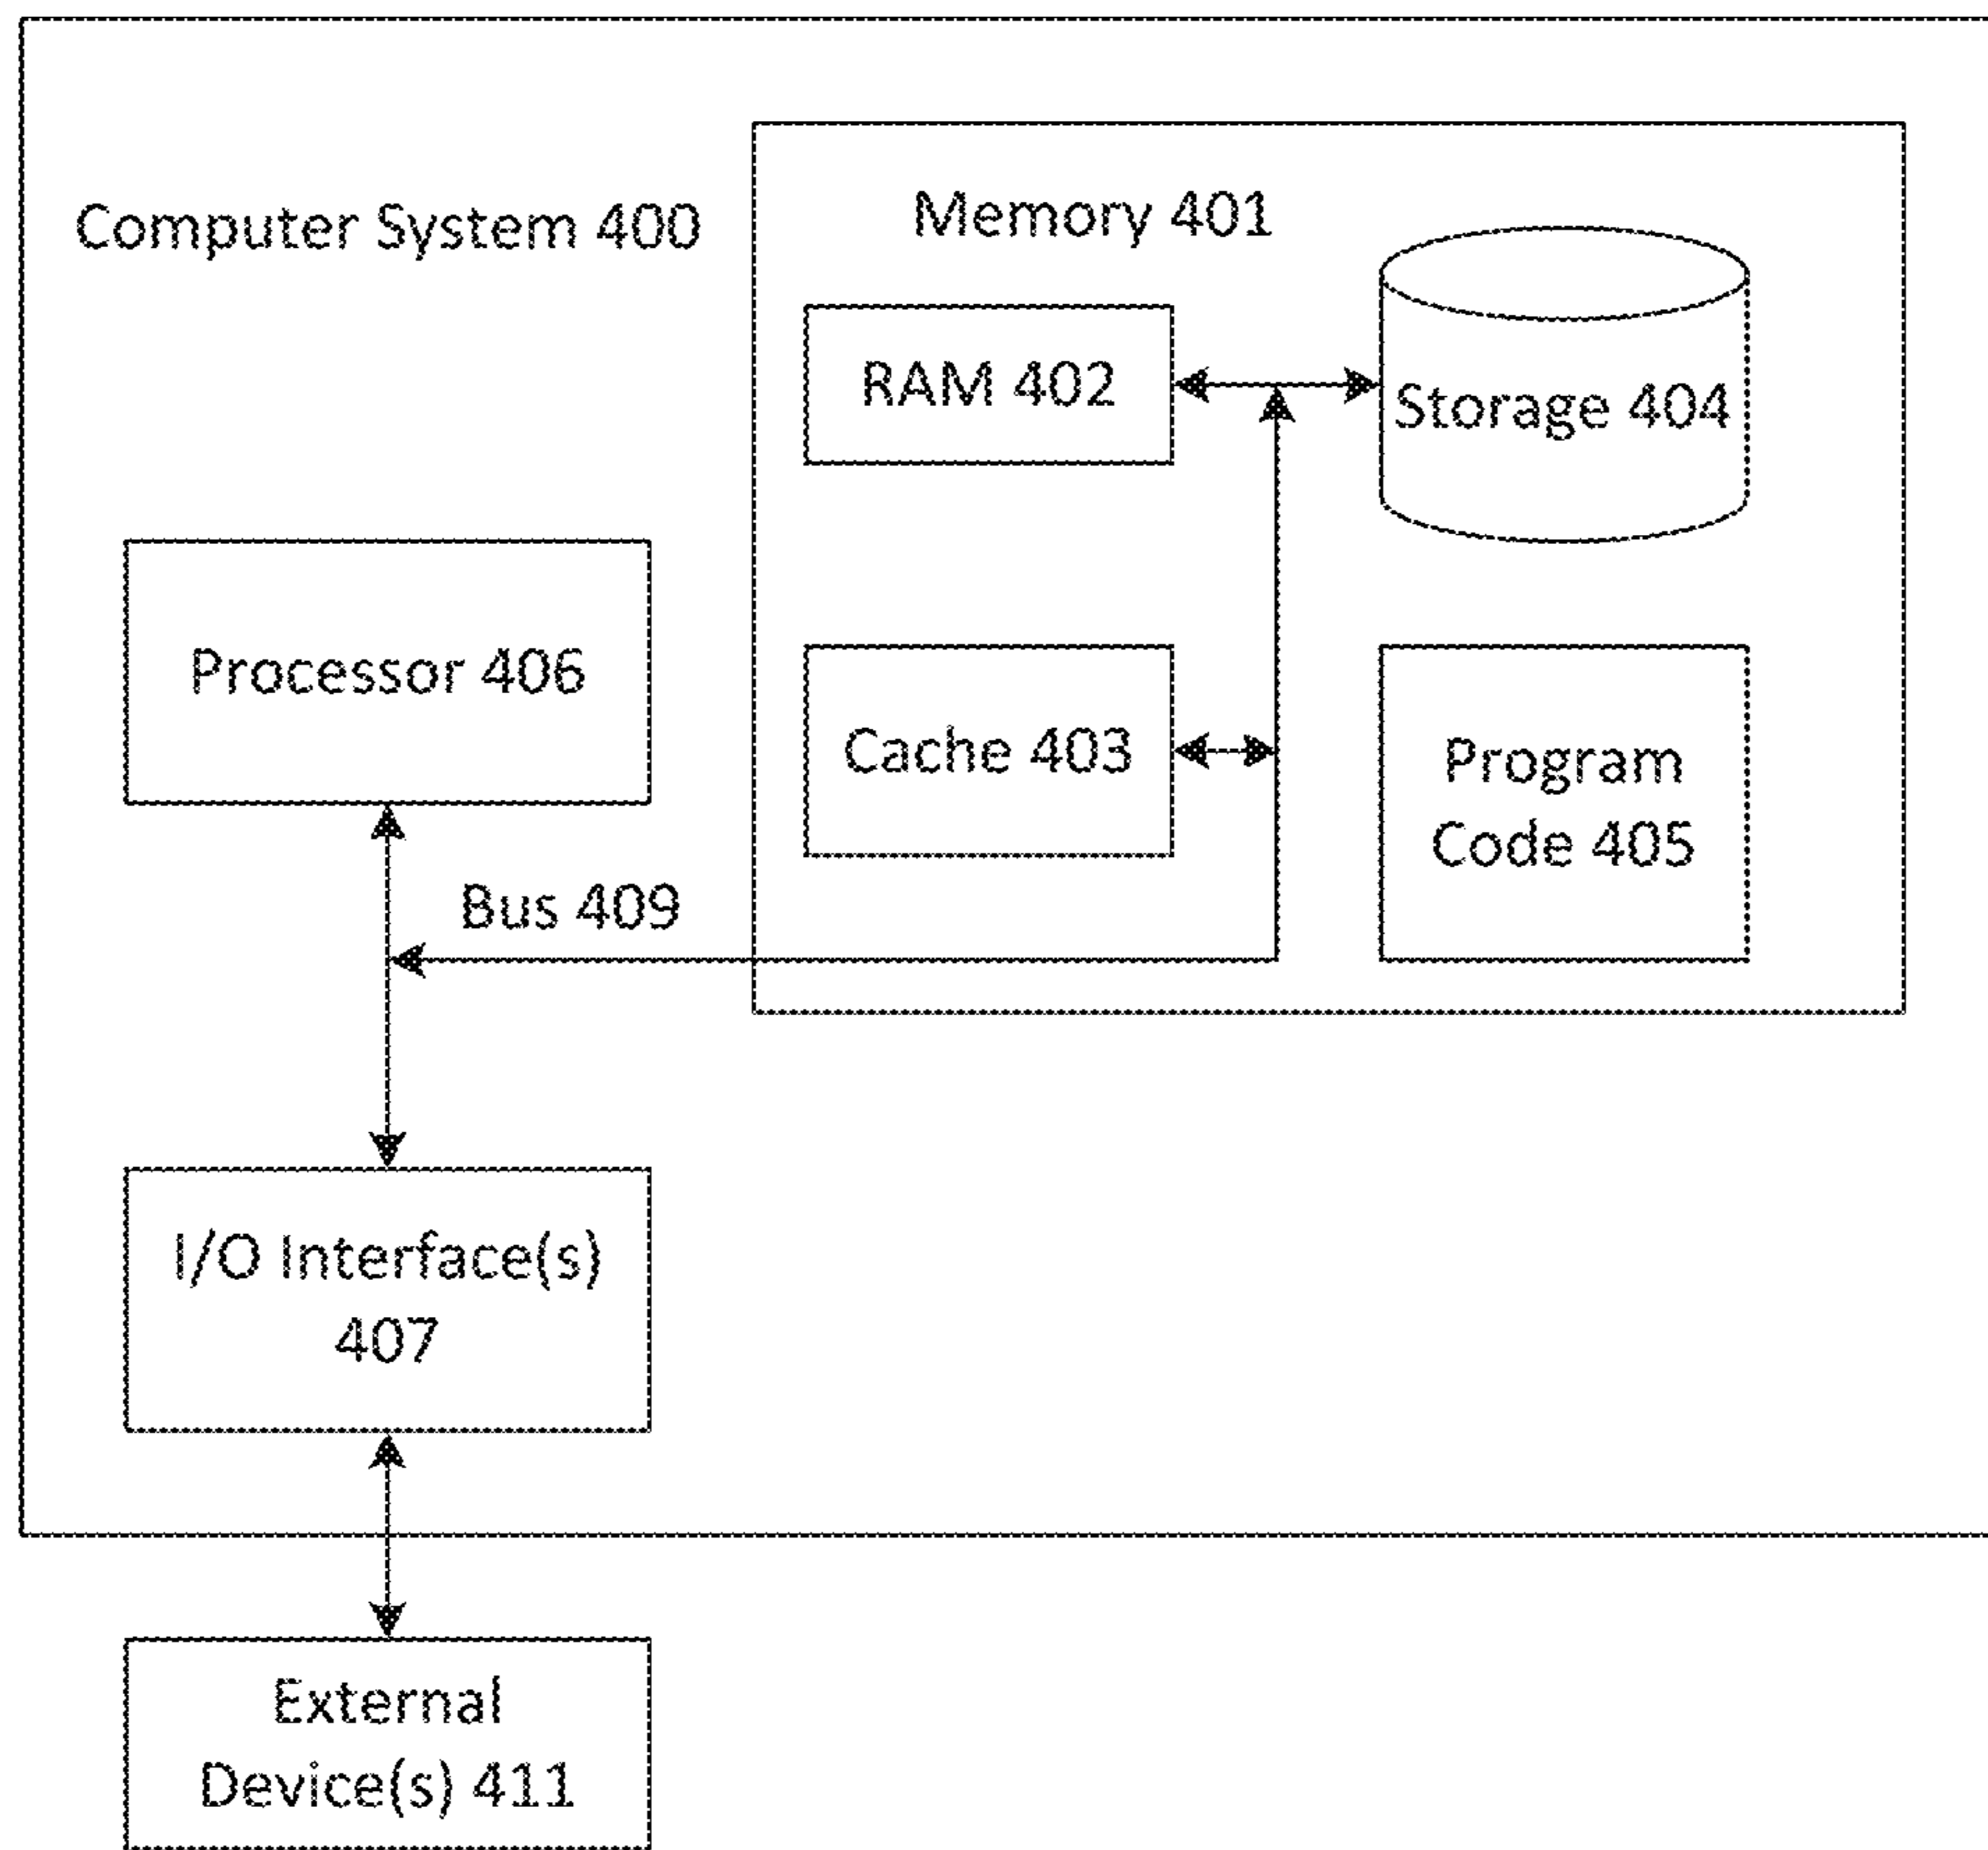 Computer System 400
Memory 401
RAM 402
Storage 404
Processor 406
Cache 403
Program
Code 405
Bus 409
I/O Interface(s)
407
External
Device(s) 411